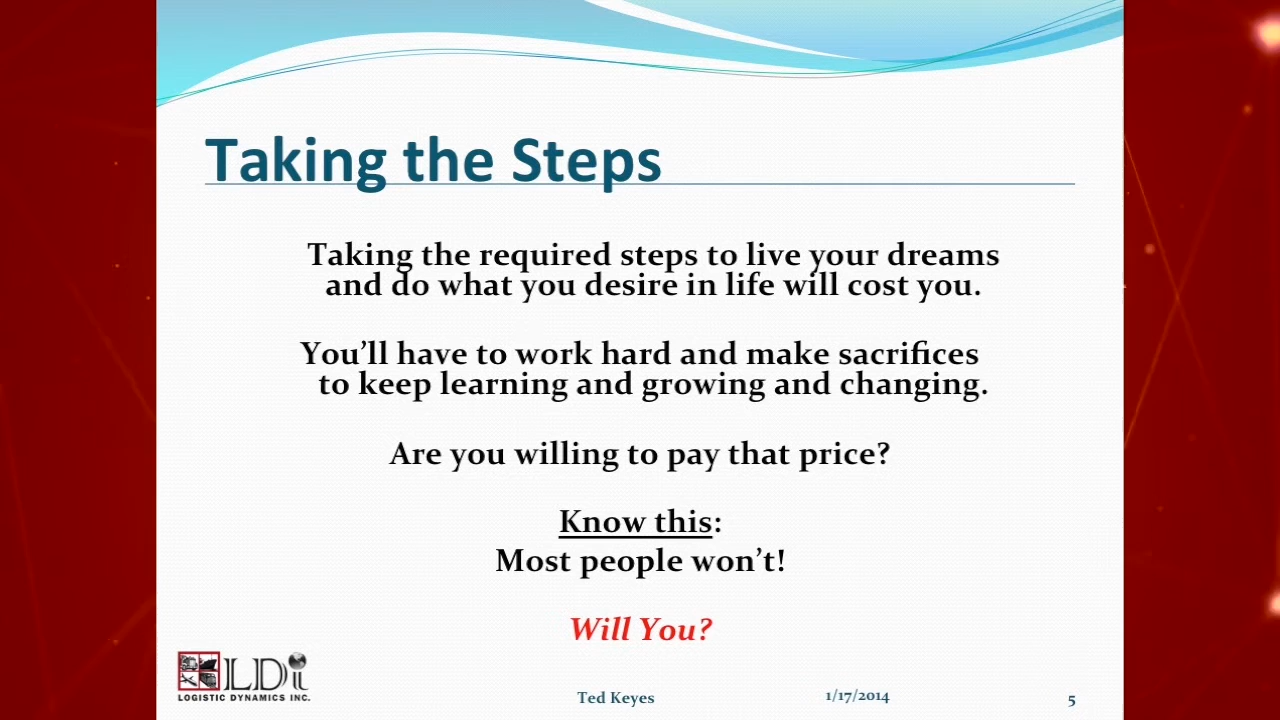 Taking the Steps
Taking the required steps to live your dreams
and do what you desire in life will cost you.
You’ll have to work hard and make sacrifices
to keep learning and growing and changing.
Are you willing to pay that price?
Know this:
Most people won’t!
Will You?
LDi
LOGISTIC DYNAMICS INC.
Ted Keyes
1/17/2014
5